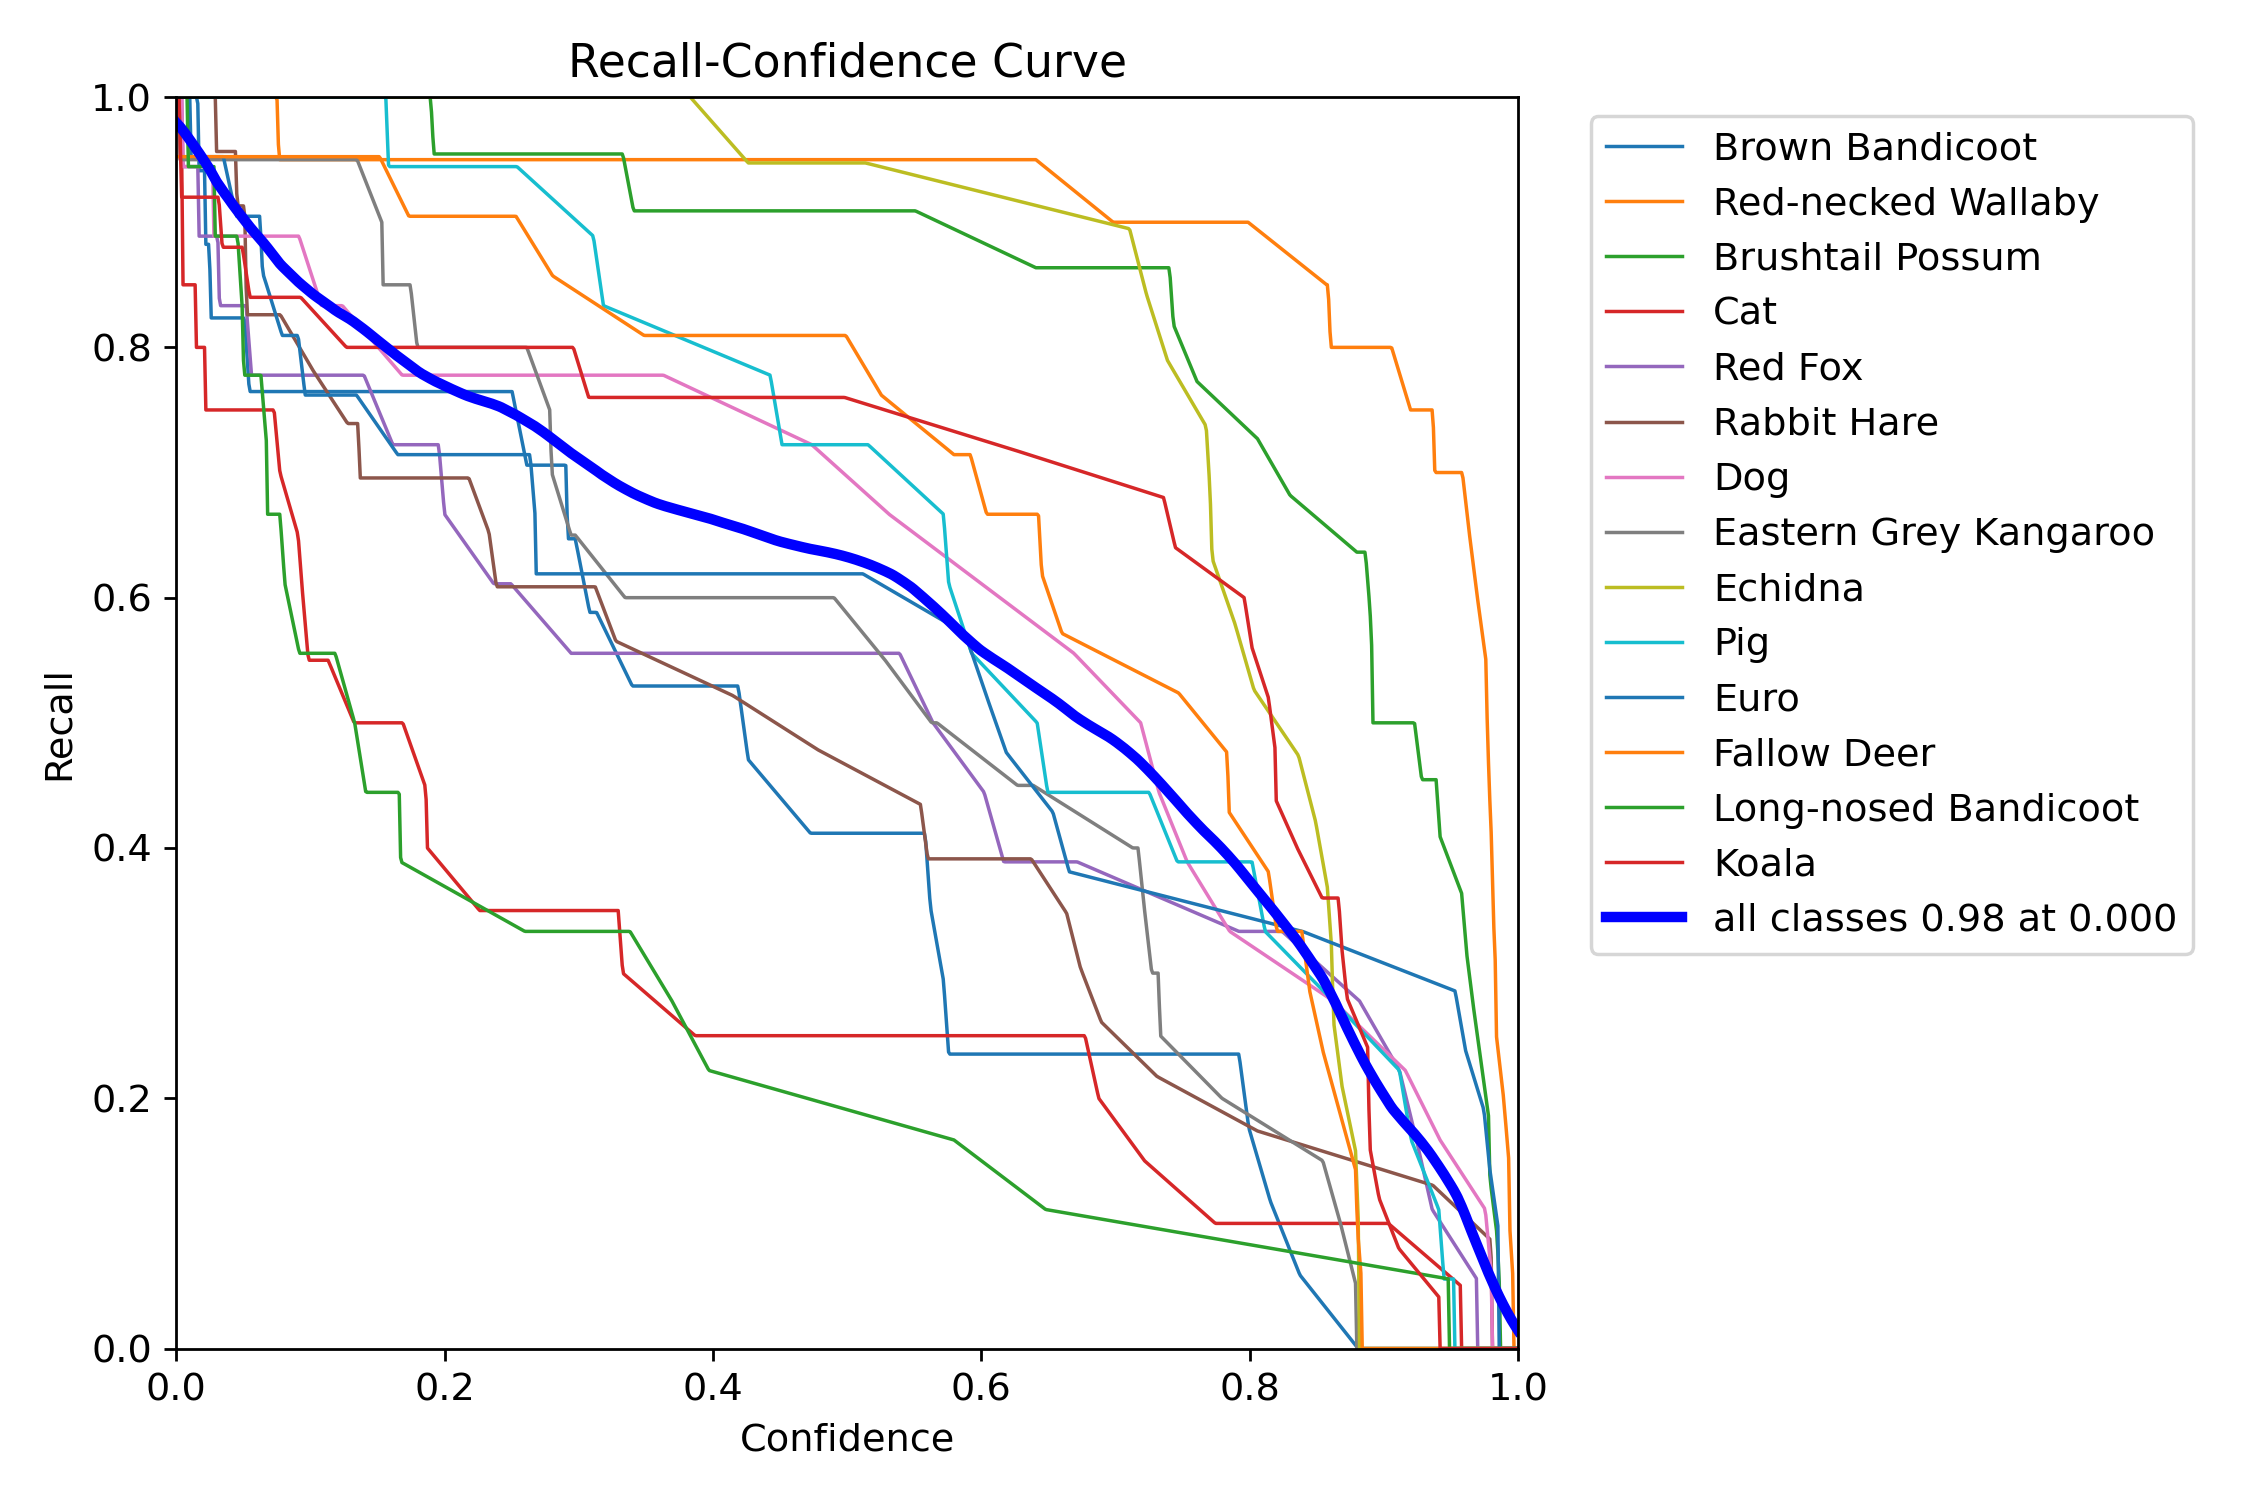 Recall-Confidence Curve
1.0
0.8
0.6
0.4
0.2
0.0
Recall
0.0 0.2 0.4 0.6 0.8 1.0
Confidence
Brown Bandicoot
Red-necked Wallaby
Brushtail Possum
Cat
Red Fox
Rabbit Hare
Dog
Eastern Grey Kangaroo
Echidna
Pig
Euro
Fallow Deer
Long-nosed Bandicoot
Koala
all classes 0.98 at 0.000